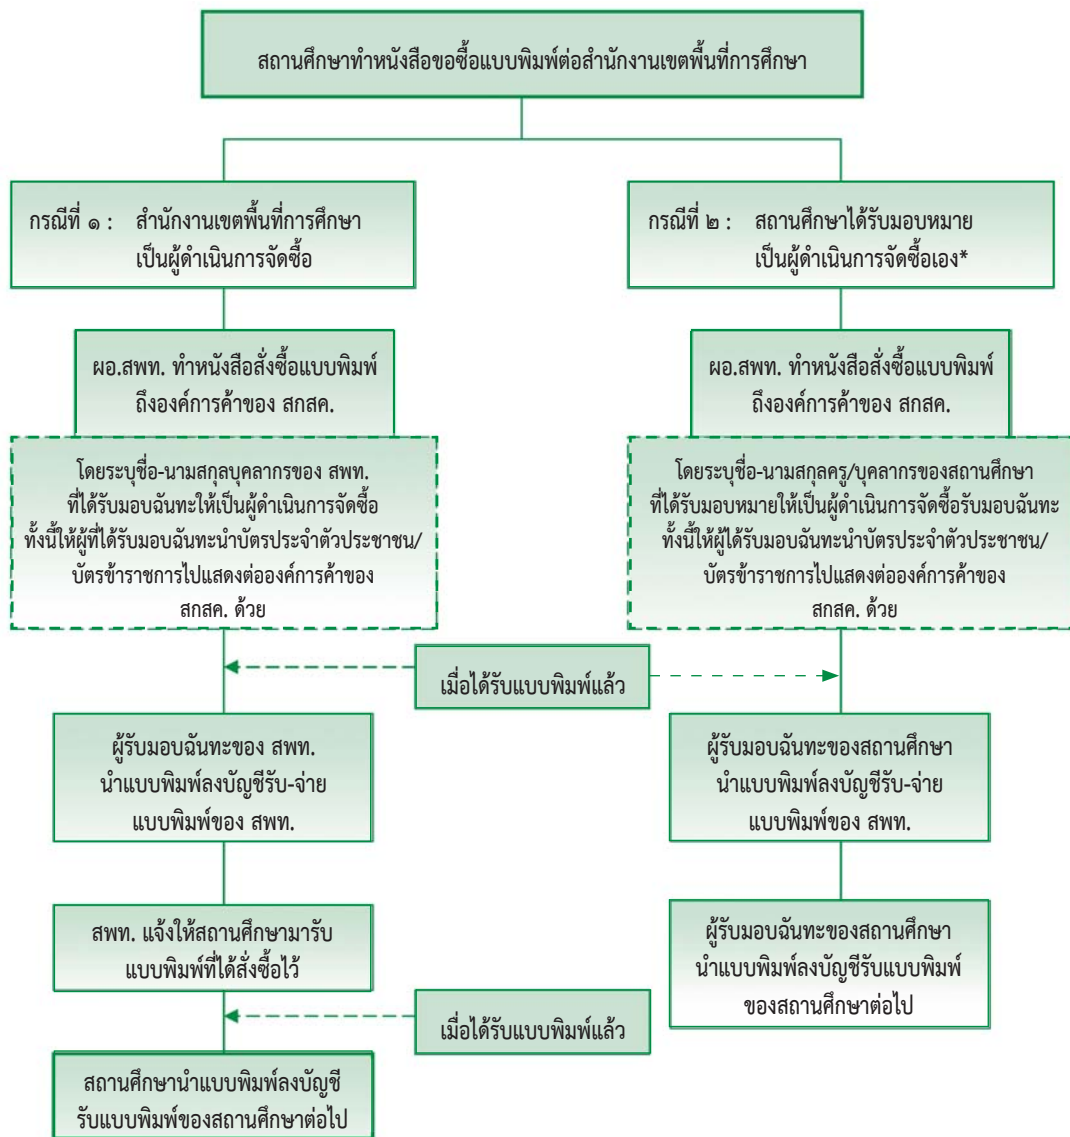 สถานศึกษาทำหนังสือขอซื้อแบบพิมพ์ต่อสำนักงานเขตพื้นที่การศึกษา
กรณีที่ ๑ : สำนักงานเขตพื้นที่การศึกษา
เป็นผู้ดำเนินการจัดซื้อ
กรณีที่ ๒ : สถานศึกษาได้รับมอบหมาย
เป็นผู้ดำเนินการจัดซื้อเอง*
ผอ.สพท. ทำหนังสือสั่งซื้อแบบพิมพ์
ถึงองค์การค้าของ สกสค.
ผอ.สพท. ทำหนังสือสั่งซื้อแบบพิมพ์
ถึงองค์การค้าของ สกสค.
โดยระบุชื่อ-นามสกุลบุคลากรของ สพท.
ที่ได้รับมอบฉันทะให้เป็นผู้ดำเนินการจัดซื้อ
ทั้งนี้ให้ผู้ที่ได้รับมอบฉันทะนำบัตรประจำตัวประชาชน/
บัตรข้าราชการไปแสดงต่อองค์การค้าของ
สกสค. ด้วย
โดยระบุชื่อ-นามสกุลครู/บุคลากรของสถานศึกษา
ที่ได้รับมอบหมายให้เป็นผู้ดำเนินการจัดซื้อรับมอบฉันทะ
ทั้งนี้ให้ผู้ได้รับมอบฉันทะนำบัตรประจำตัวประชาชน/
บัตรข้าราชการไปแสดงต่อองค์การค้าของ
สกสค. ด้วย
เมื่อได้รับแบบพิมพ์แล้ว
ผู้รับมอบฉันทะของ สพท.
นำแบบพิมพ์ลงบัญชีรับ-จ่าย
แบบพิมพ์ของ สพท.
ผู้รับมอบฉันทะของสถานศึกษา
นำแบบพิมพ์ลงบัญชีรับ-จ่าย
แบบพิมพ์ของ สพท.
สพท. แจ้งให้สถานศึกษามารับ
แบบพิมพ์ที่ได้สั่งซื้อไว้
ผู้รับมอบฉันทะของสถานศึกษา
นำแบบพิมพ์ลงบัญชีรับแบบพิมพ์
ของสถานศึกษาต่อไป
เมื่อได้รับแบบพิมพ์แล้ว
สถานศึกษานำแบบพิมพ์ลงบัญชี
รับแบบพิมพ์ของสถานศึกษาต่อไป